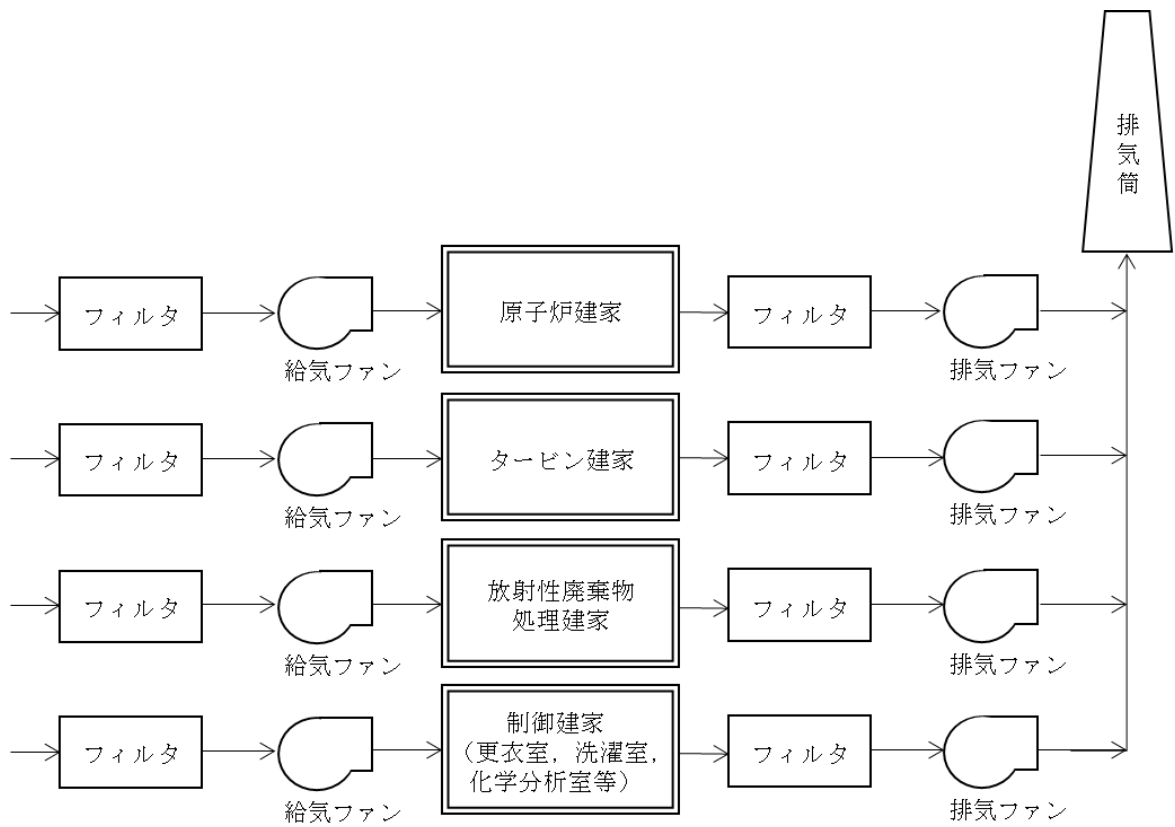 排気筒
フィルタ
給気ファン
原子炉建家
フィルタ
排気ファン
フィルタ
給気ファン
タービン建家
フィルタ
排気ファン
フィルタ
給気ファン
放射性廃棄物
処理建家
フィルタ
排気ファン
フィルタ
給気ファン
制御建家
（更衣室，洗濯室，
化学分析室等）
フィルタ
排気ファン